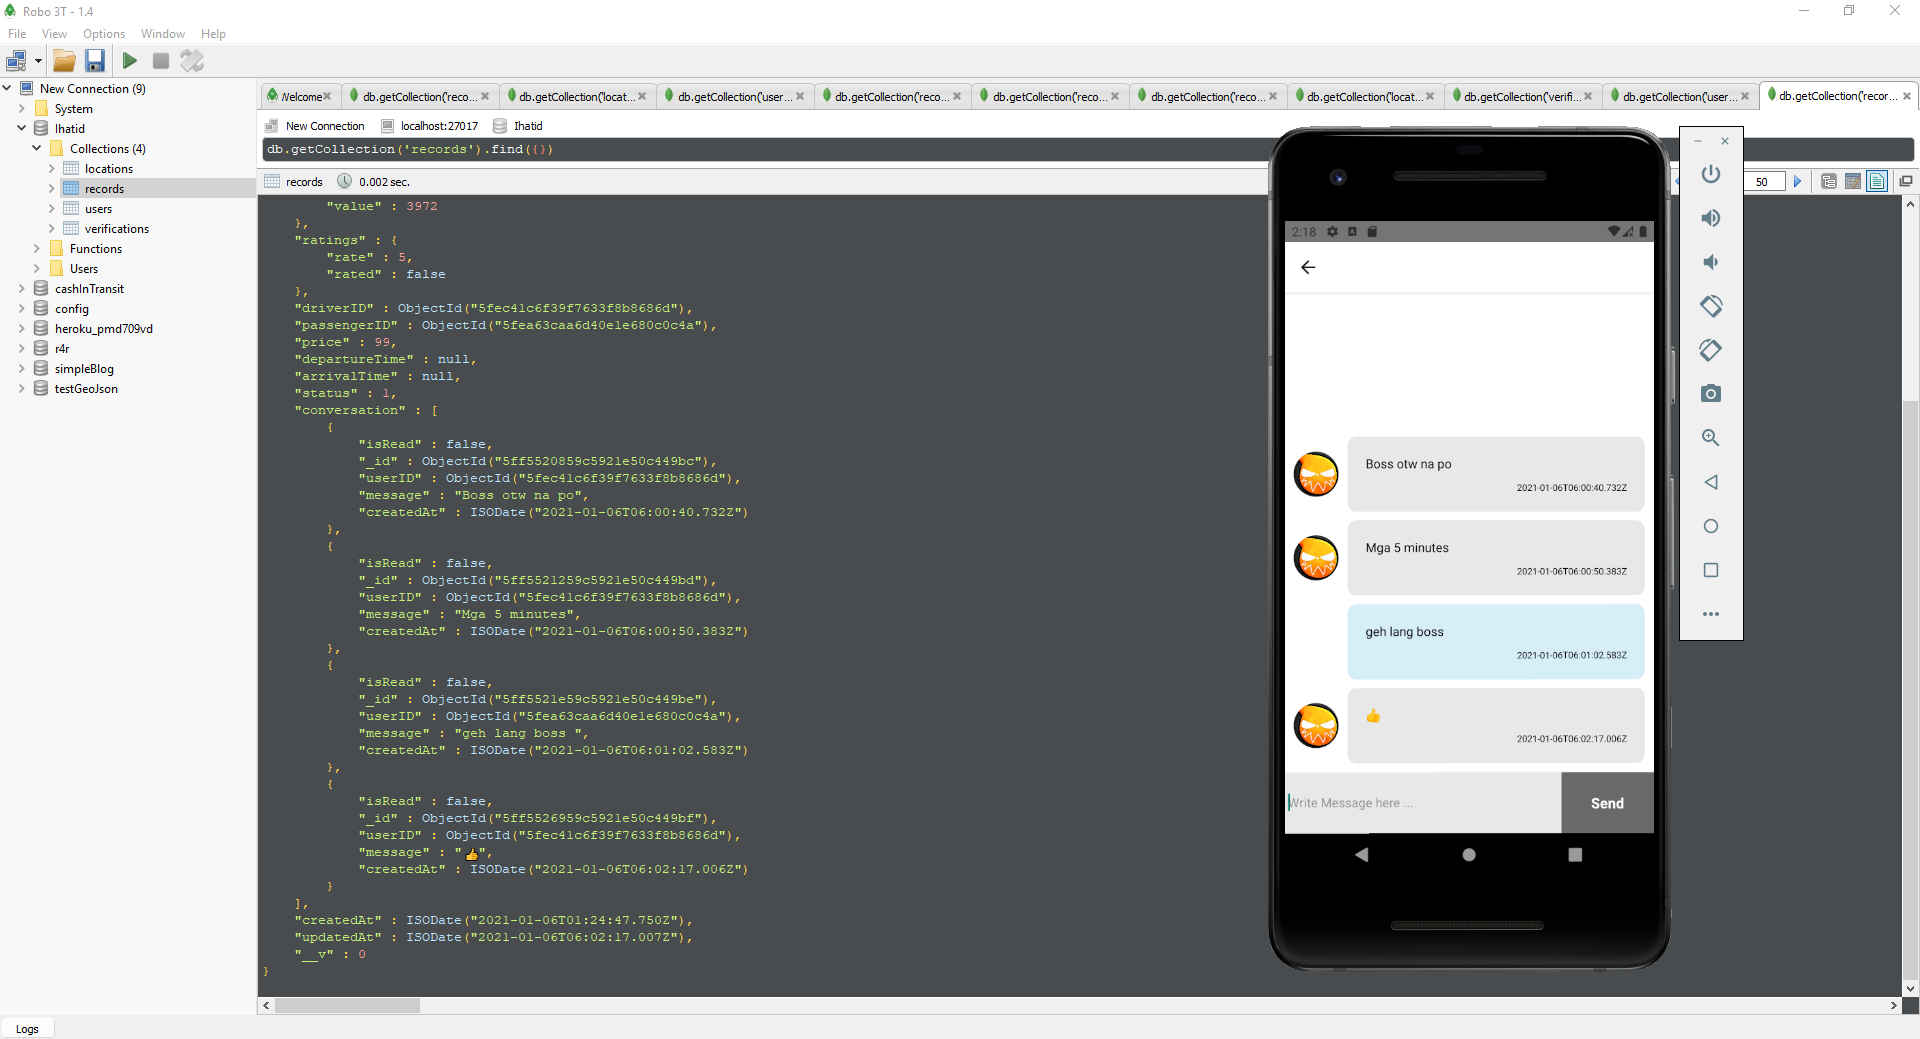 Robo 3T - 1.4
File View Options Window Help
New Connection (9)
System
lhatid
Collections (4)
locations
records
users
verifications
Functions
Users
cashInTransit
config
heroku_pmd709vd
r4r
simpleBlog
testGeoJson
Welcome
db.getCollection('reco...
db.getCollection('locat...
db.getCollection('user...
db.getCollection('reco...
db.getCollection('reco...
db.getCollection('reco...
db.getCollection('locat...
db.getCollection('verifi...
db.getCollection('user...
db.getCollection('recor...
New Connection localhost:27017 lhatid
db.getCollection('records').find({})
records 0.002 sec.
50
"value" : 3972
},
"ratings" : {
"rate" : 5,
"rated" : false
},
"driverID" : ObjectId("5fec41c6f39f7633f8b8686d"),
"passengerID" : ObjectId("5fea63caa6d40e1e680c0c4a"),
"price" : 99,
"departureTime" : null,
"arrivalTime" : null,
"status" : 1,
"conversation" : [
{
"isRead" : false,
"_id" : ObjectId("5ff5520859c5921e50c449bc"),
"userID" : ObjectId("5fec41c6f39f7633f8b8686d"),
"message" : "Boss otw na po",
"createdAt" : ISODate("2021-01-06T06:00:40.732Z")
},
{
"isRead" : false,
"_id" : ObjectId("5ff5521259c5921e50c449bd"),
"userID" : ObjectId("5fec41c6f39f7633f8b8686d"),
"message" : "Mga 5 minutes",
"createdAt" : ISODate("2021-01-06T06:00:50.383Z")
},
{
"isRead" : false,
"_id" : ObjectId("5ff5521e59c5921e50c449be"),
"userID" : ObjectId("5fea63caa6d40e1e680c0c4a"),
"message" : "geh lang boss ",
"createdAt" : ISODate("2021-01-06T06:01:02.583Z")
},
{
"isRead" : false,
"_id" : ObjectId("5ff5526959c5921e50c449bf"),
"userID" : ObjectId("5fec41c6f39f7633f8b8686d"),
"message" : "👍",
"createdAt" : ISODate("2021-01-06T06:02:17.006Z")
}
],
"createdAt" : ISODate("2021-01-06T01:24:47.750Z"),
"updatedAt" : ISODate("2021-01-06T06:02:17.007Z"),
"__v" : 0
}
Logs
2:18
Boss otw na po
2021-01-06T06:00:40.732Z
Mga 5 minutes
2021-01-06T06:00:50.383Z
geh lang boss
2021-01-06T06:01:02.583Z
👍
2021-01-06T06:02:17.006Z
Write Message here ...
Send